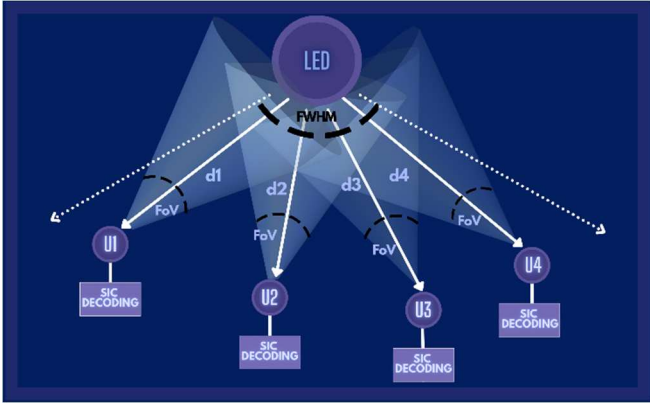 LED
FWHM
d1
d2
d3
d4
FoV
FoV
FoV
FoV
U1
U2
U3
U4
SIC
DECODING
SIC
DECODING
SIC
DECODING
SIC
DECODING